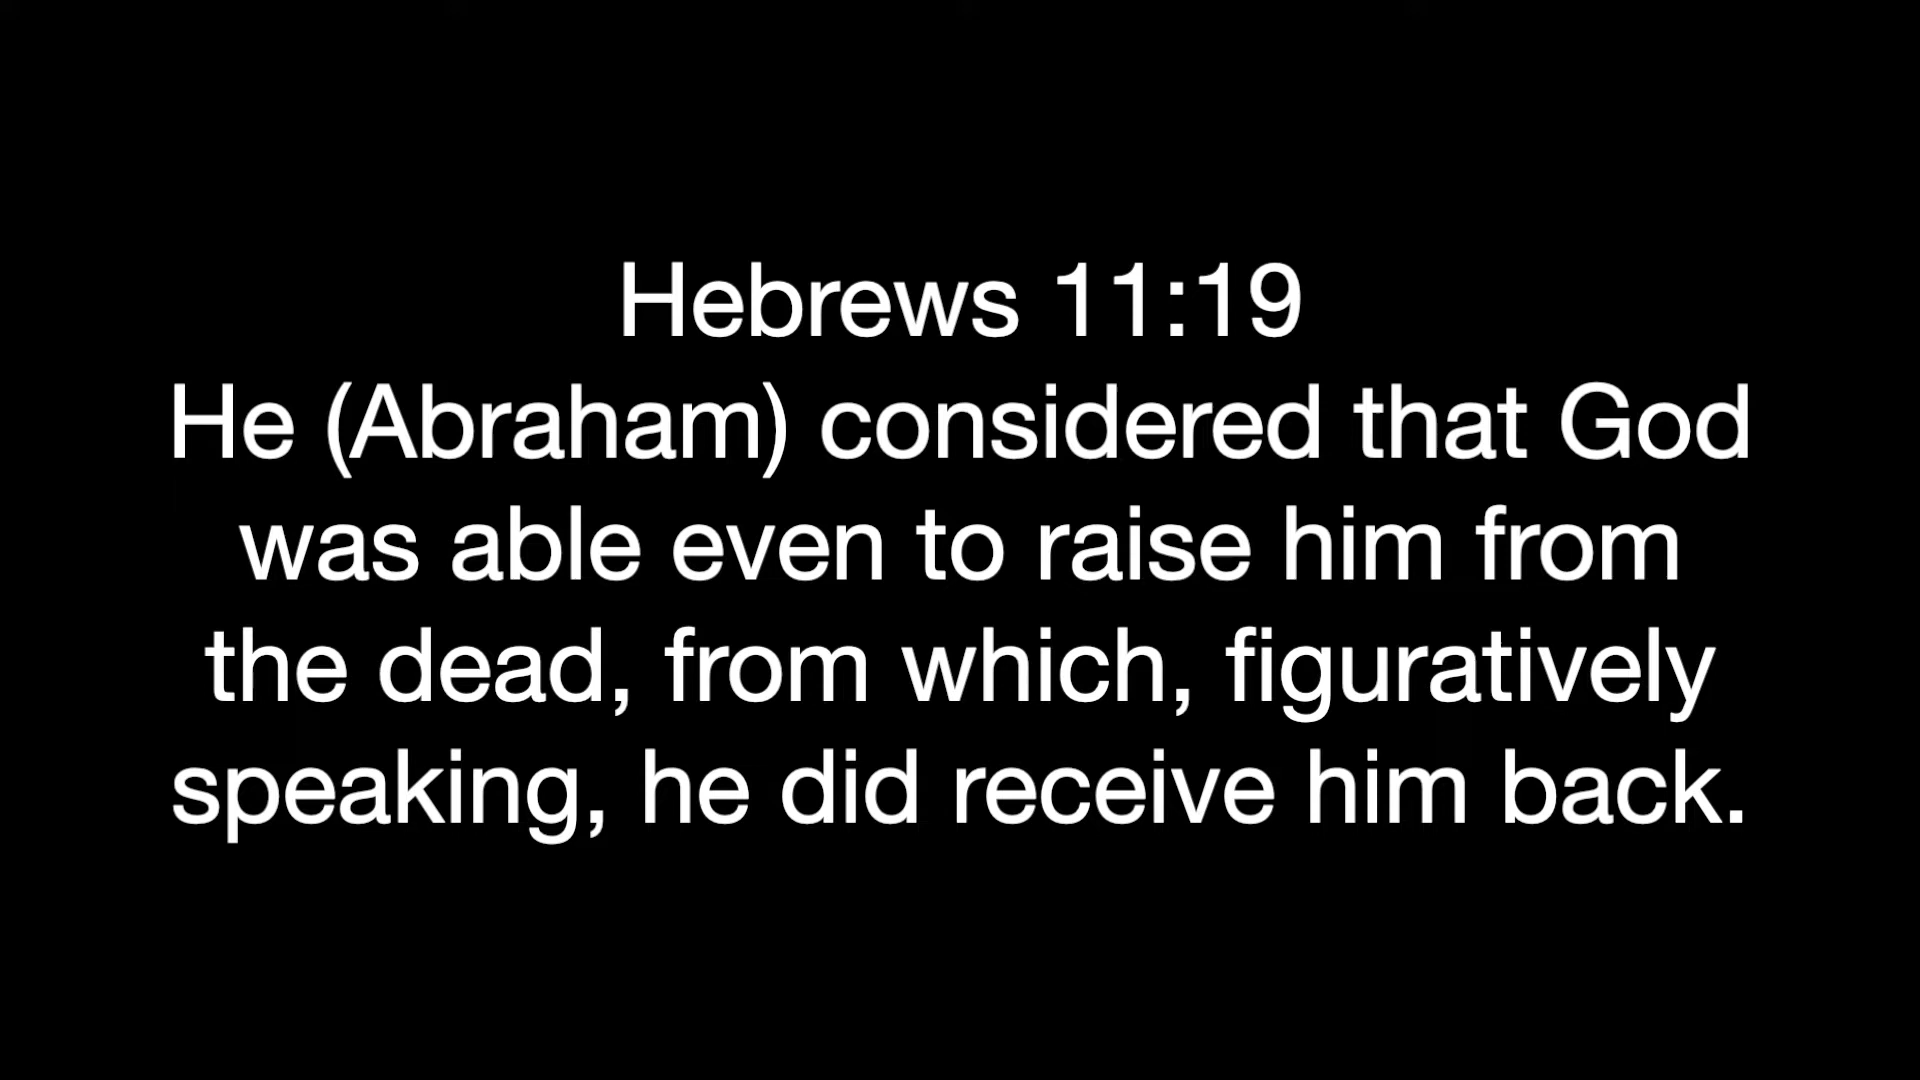 Hebrews 11:19
He (Abraham) considered that God
was able even to raise him from
the dead, from which, figuratively
speaking, he did receive him back.